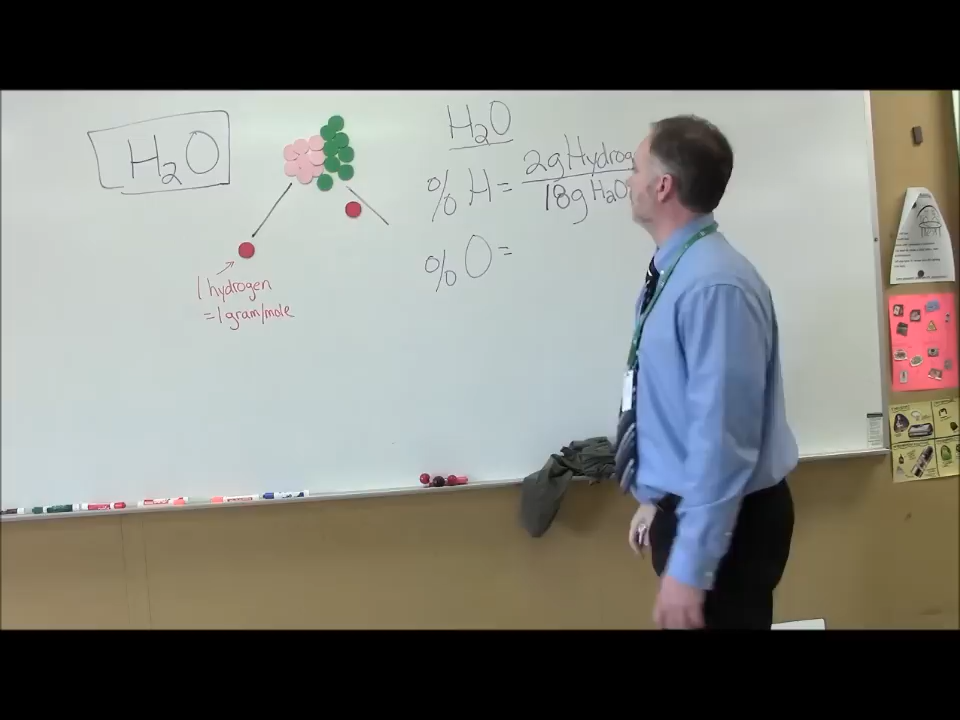 H₂O
1 hydrogen
= 1 gram/mole
H₂O
% H = 2g Hydrog
18g H₂O
% O =